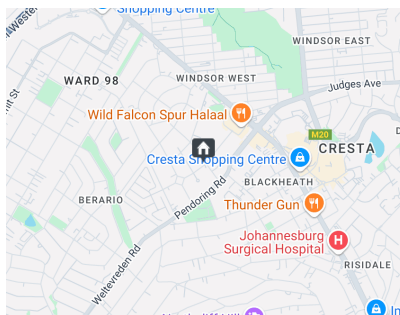 Shopping Centre
Wester
WINDSOR EAST
WARD 98
WINDSOR WEST
Judges Ave
Wild Falcon Spur Halaal
M20
CRESTA
Cresta Shopping Centre
BLACKHEATH
BERARIO
Pendoring Rd
Thunder Gun
Johannesburg
Surgical Hospital
Weltevreden Rd
RISIDALE